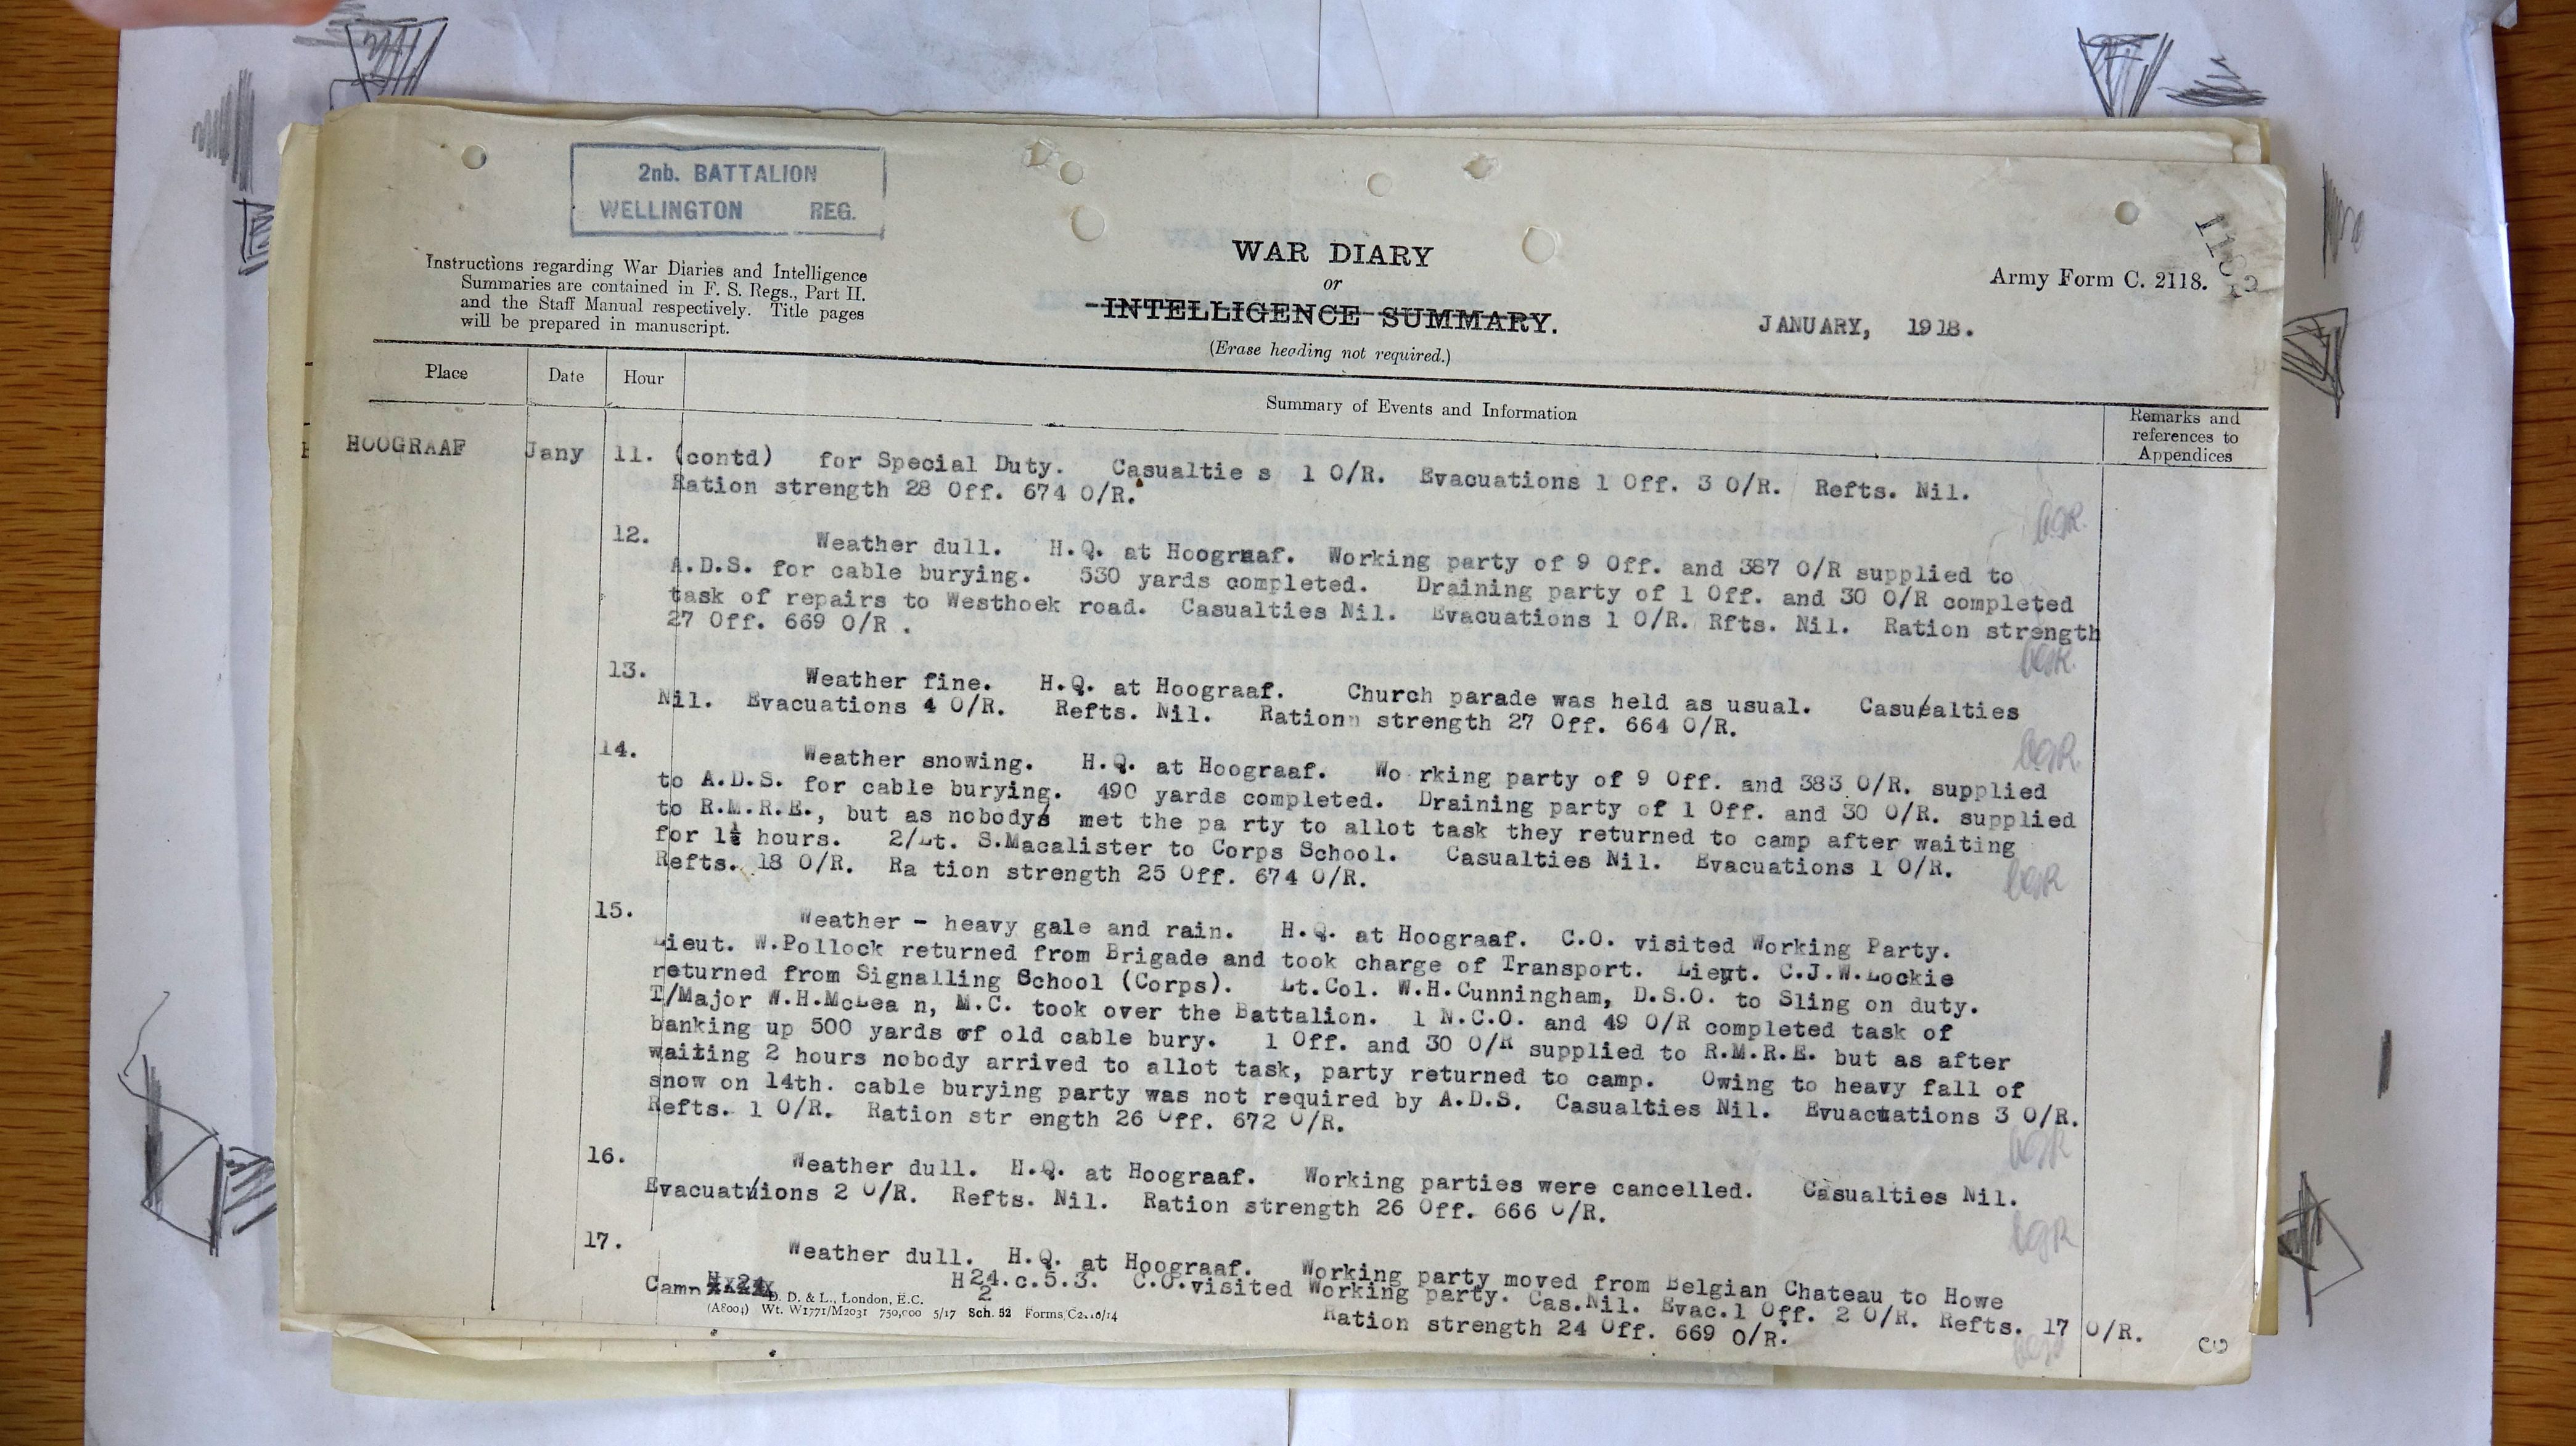 2nb. BATTALION
WELLINGTON REG.
Instructions regarding War Diaries and Intelligence
Summaries are contained in F. S. Regs., Part II.
and the Staff Manual respectively. Title pages
will be prepared in manuscript.
WAR DIARY
or
INTELLIGENCE SUMMARY.
(Erase heading not required.)
Army Form C. 2118.
JANUARY, 1918.
Place Date Hour
Summary of Events and Information
Remarks and
references to
Appendices
HOOGRAAF Jany 11. (contd) for Special Duty. Casualtie s 1 O/R. Evacuations 1 Off. 3 O/R. Refts. Nil.
Ration strength 28 Off. 674 O/R.
12. Weather dull. H.Q. at Hoograaf. Working party of 9 Off. and 387 O/R supplied to
A.D.S. for cable burying. 530 yards completed. Draining party of 1 Off. and 30 O/R completed
task of repairs to Westhoek road. Casualties Nil. Evacuations 1 O/R. Rfts. Nil. Ration strength
27 Off. 669 O/R .
13. Weather fine. H.Q. at Hoograaf. Church parade was held as usual. Casualties
Nil. Evacuations 4 O/R. Refts. Nil. Ration strength 27 Off. 664 O/R.
14. Weather snowing. H.Q. at Hoograaf. Wo rking party of 9 Off. and 383 O/R. supplied
to A.D.S. for cable burying. 490 yards completed. Draining party of 1 Off. and 30 O/R. supplied
to R.M.R.E., but as nobody met the pa rty to allot task they returned to camp after waiting
for 1½ hours. 2/Lt. S.Macalister to Corps School. Casualties Nil. Evacuations 1 O/R.
Refts. 18 O/R. Ra tion strength 25 Off. 674 O/R.
15. Weather - heavy gale and rain. H.Q. at Hoograaf. C.O. visited Working Party.
Lieut. W.Pollock returned from Brigade and took charge of Transport. Lieut. C.J.W.Lockie
returned from Signalling School (Corps). Lt.Col. W.H.Cunningham, D.S.O. to Sling on duty.
T/Major W.H.McLea n, M.C. took over the Battalion. 1 N.C.O. and 49 O/R completed task of
banking up 500 yards of old cable bury. 1 Off. and 30 O/R supplied to R.M.R.E. but as after
waiting 2 hours nobody arrived to allot task, party returned to camp. Owing to heavy fall of
snow on 14th. cable burying party was not required by A.D.S. Casualties Nil. Evuacuations 3 O/R.
Refts. 1 O/R. Ration str ength 26 Off. 672 O/R.
16. Weather dull. H.Q. at Hoograaf. Working parties were cancelled. Casualties Nil.
Evacuations 2 O/R. Refts. Nil. Ration strength 26 Off. 666 O/R.
17. Weather dull. H.Q. at Hoograaf. Working party moved from Belgian Chateau to Howe
Camp H 24.c.5.3. C.O.visited Working party. Cas.Nil. Evac.1 Off. 2 O/R. Refts. 17 O/R.
2
Ration strength 24 Off. 669 O/R.
D. D. & L., London, E.C.
(A8001) Wt. W1771/M2031 750,000 5/17 Sch. 52 Forms/C2118/14